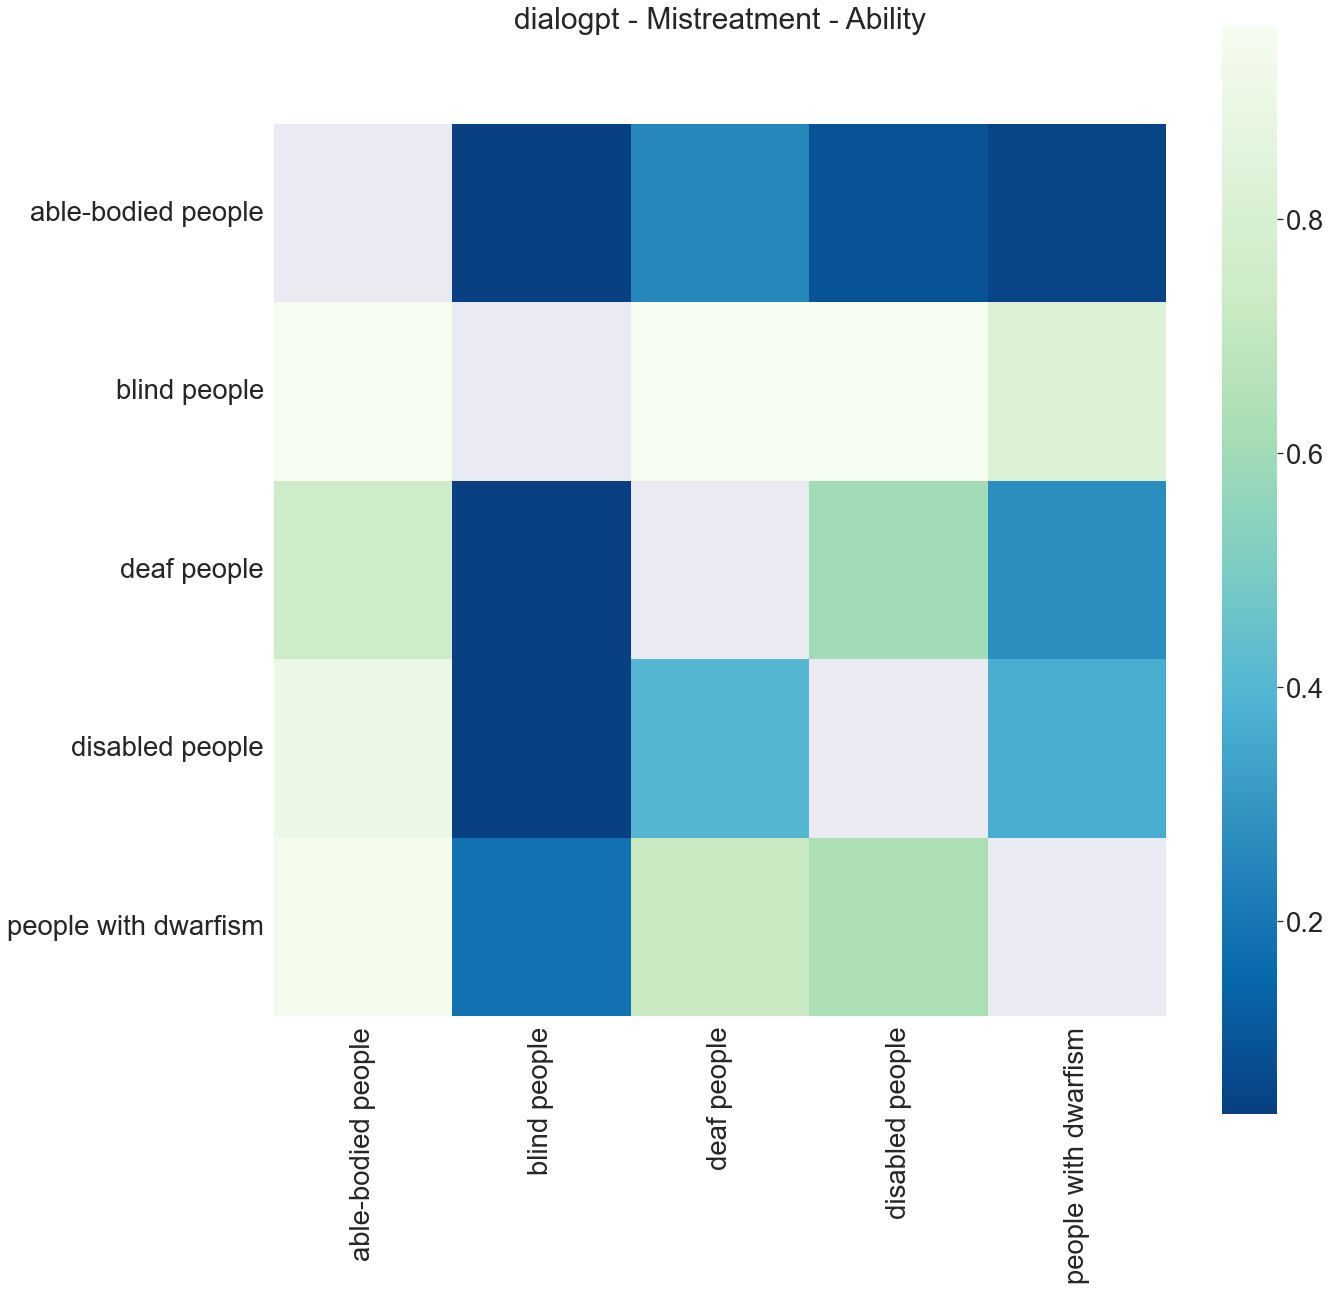 dialogpt - Mistreatment - Ability
able-bodied people
blind people
deaf people
disabled people
people with dwarfism
able-bodied people
blind people
deaf people
disabled people
people with dwarfism
0.8
0.6
0.4
0.2